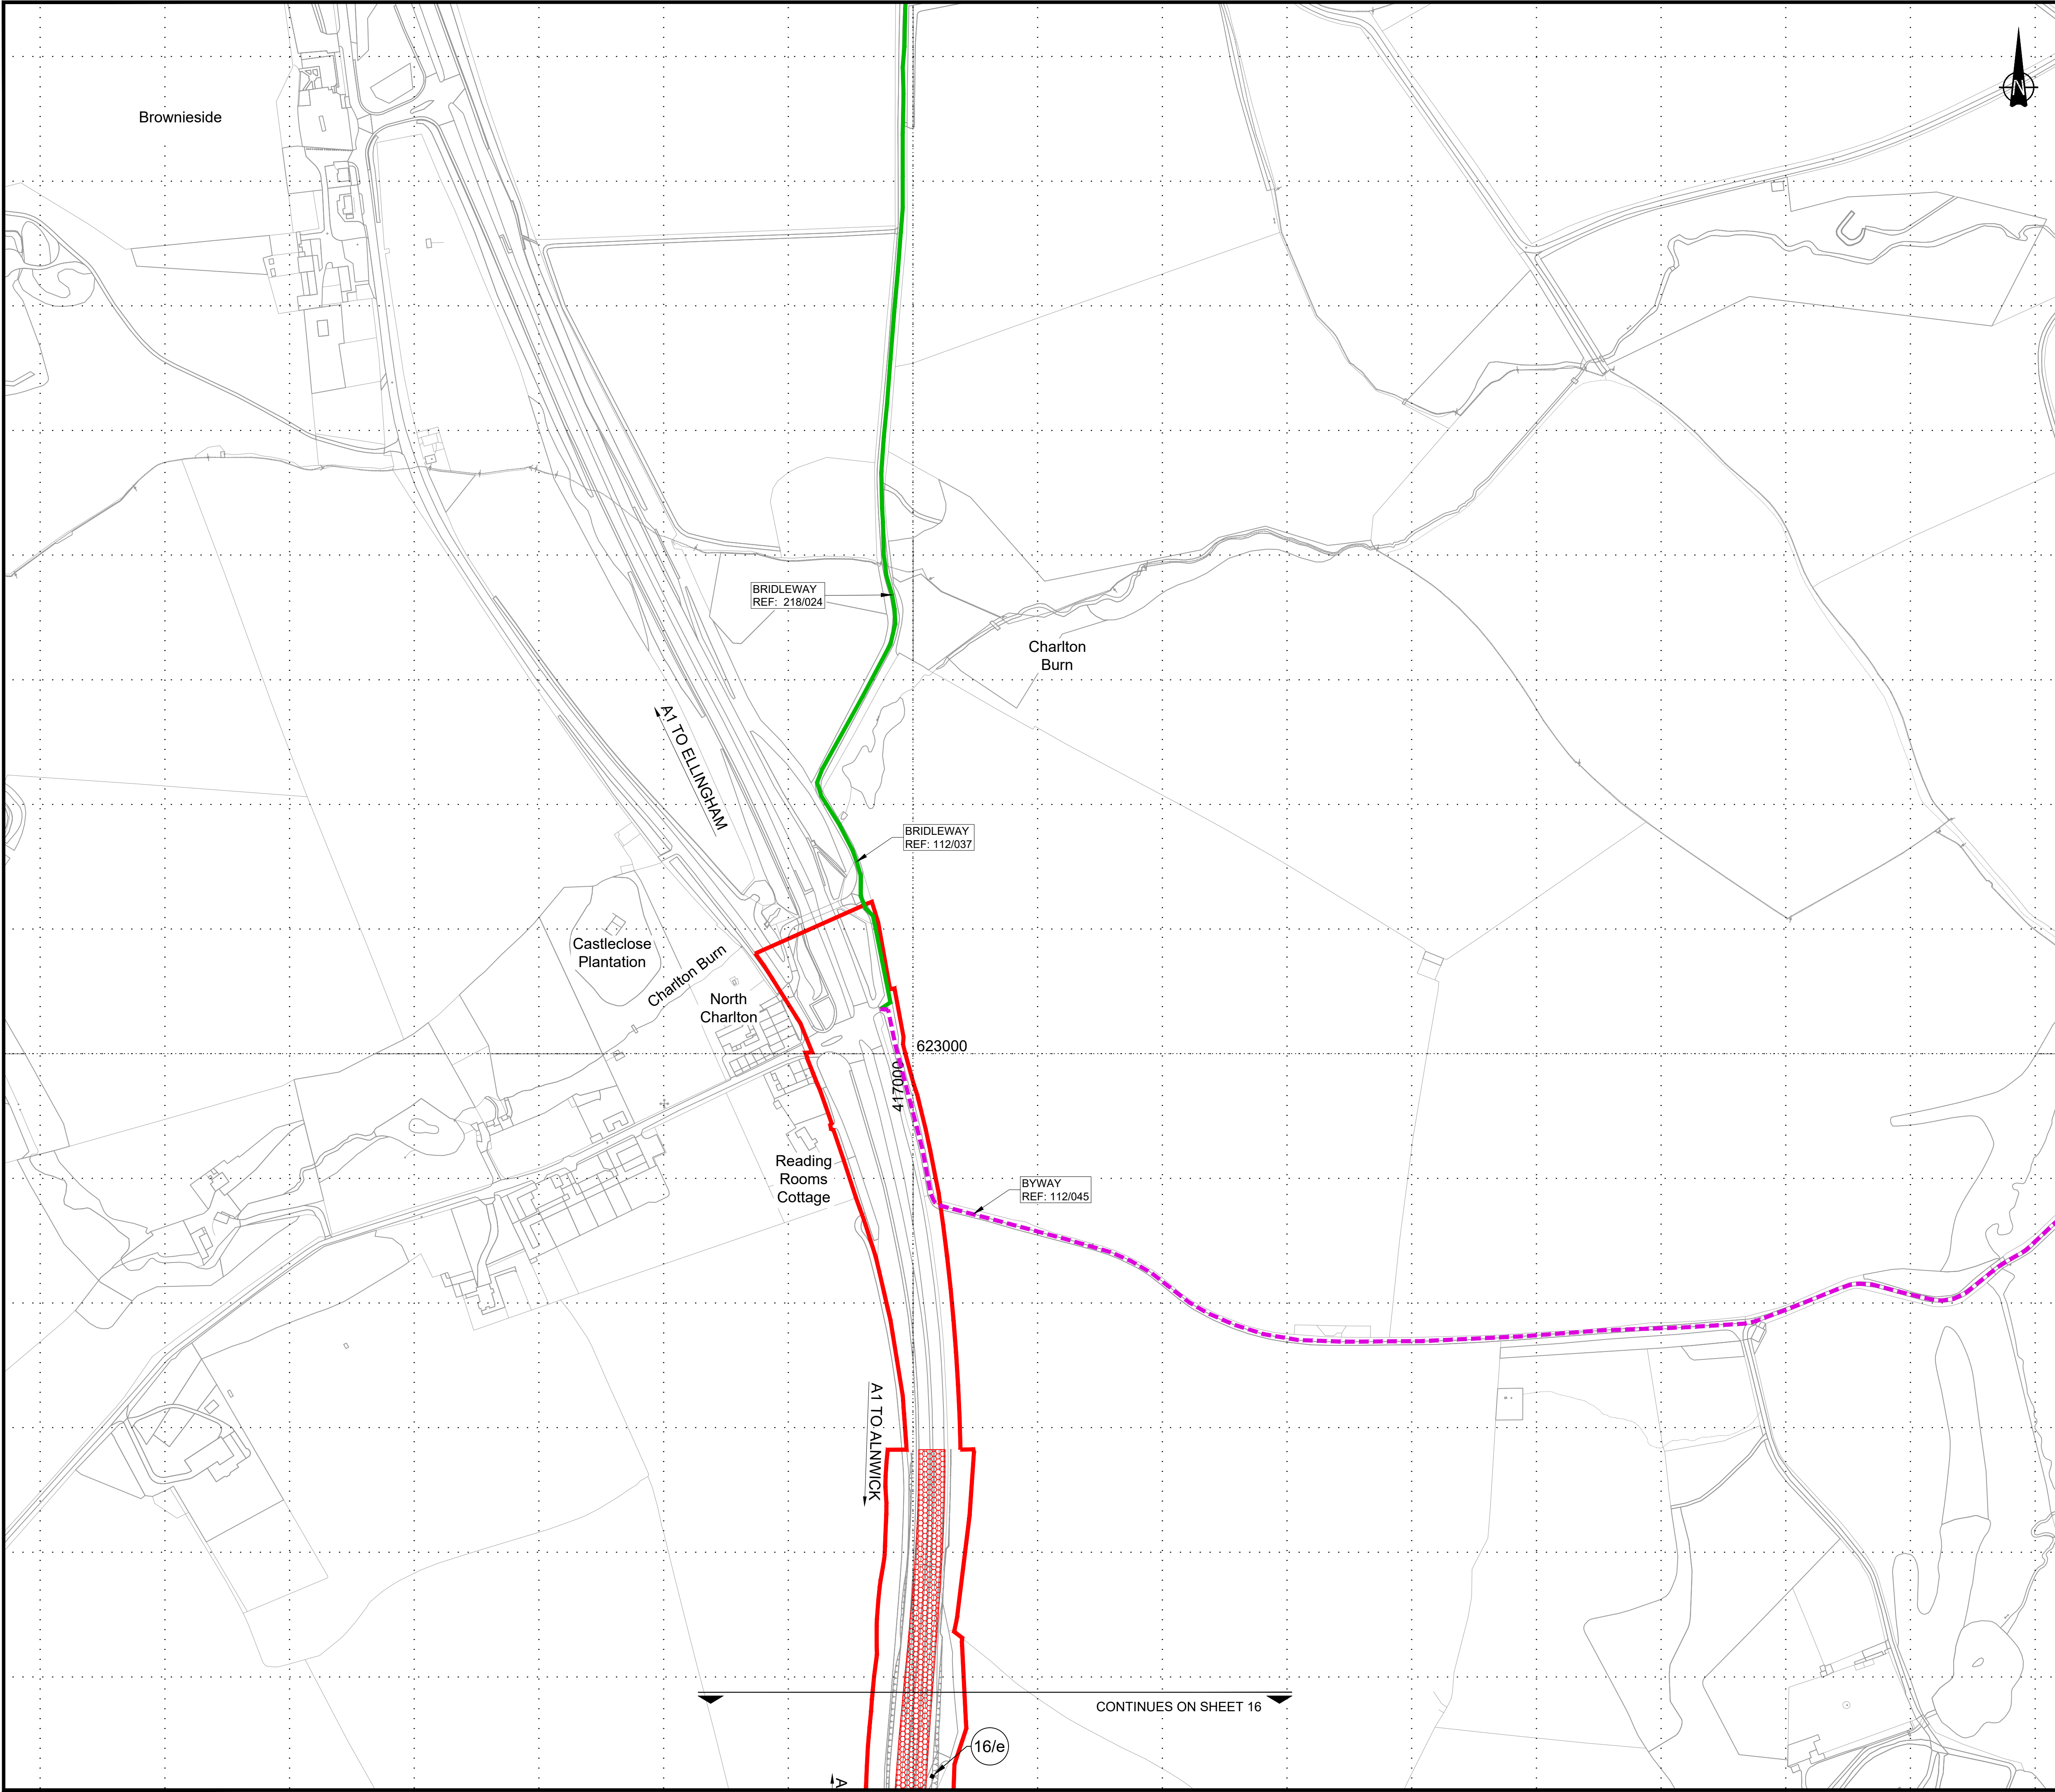 Brownieside
N
BRIDLEWAY
REF: 218/024
Charlton
Burn
A1 TO ELLINGHAM
BRIDLEWAY
REF: 112/037
Castleclose
Plantation
Charlton Burn
North
Charlton
623000
417000
Reading
Rooms
Cottage
BYWAY
REF: 112/045
A1 TO ALNWICK
CONTINUES ON SHEET 16
16/e
A